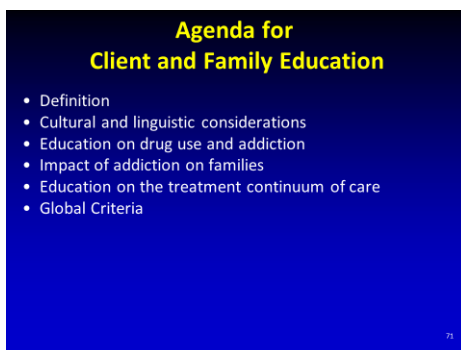 Agenda for
Client and Family Education
• Definition
• Cultural and linguistic considerations
• Education on drug use and addiction
• Impact of addiction on families
• Education on the treatment continuum of care
• Global Criteria
71